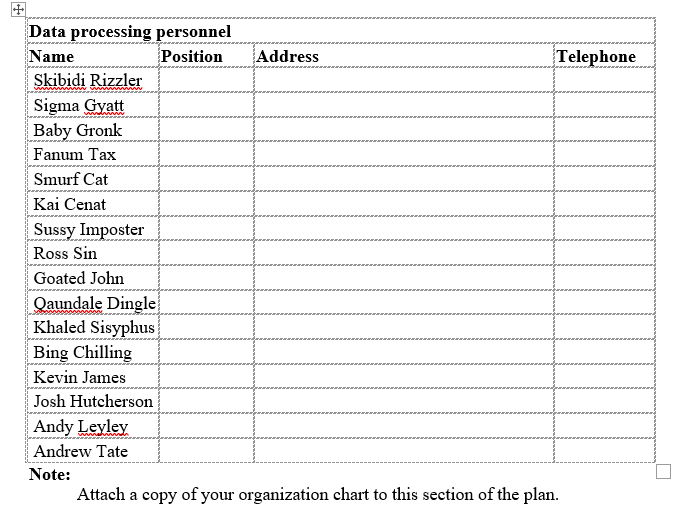 Data processing personnel
Name Position Address Telephone
Skibidi Rizzler
Sigma Gyatt
Baby Gronk
Fanum Tax
Smurf Cat
Kai Cenat
Sussy Imposter
Ross Sin
Goated John
Qaundale Dingle
Khaled Sisyphus
Bing Chilling
Kevin James
Josh Hutcherson
Andy Leyley
Andrew Tate
Note:
Attach a copy of your organization chart to this section of the plan.